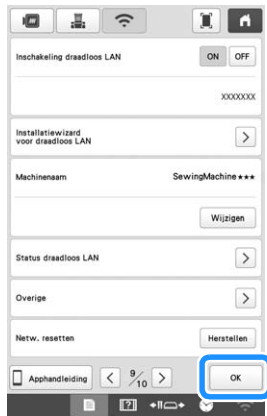 Inschakeling draadloos LAN ON OFF
XXXXXXX
Installatiewizard
voor draadloos LAN
Machinenaam SewingMachine★★★
Wijzigen
Status draadloos LAN
Overige
Netw. resetten Herstellen
Apphandleiding 9/10 OK